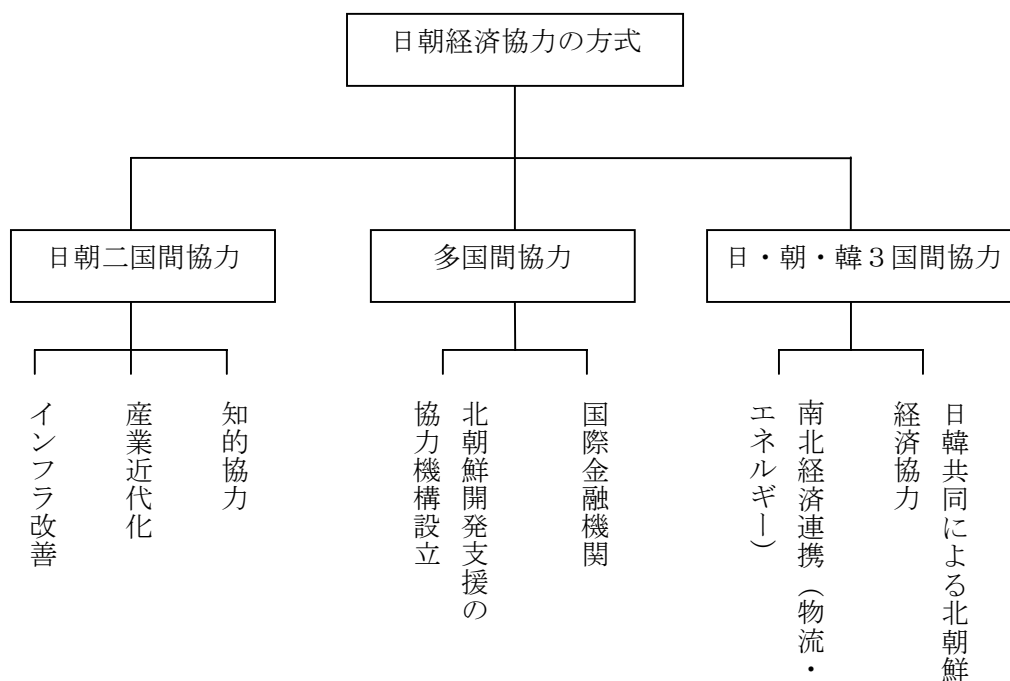 日朝経済協力の方式
日朝二国間協力
多国間協力
日・朝・韓３国間協力
インフラ改善
産業近代化
知的協力
北朝鮮開発支援の
協力機構設立
国際金融機関
南北経済連携（物流・
エネルギー）
日韓共同による北朝鮮
経済協力